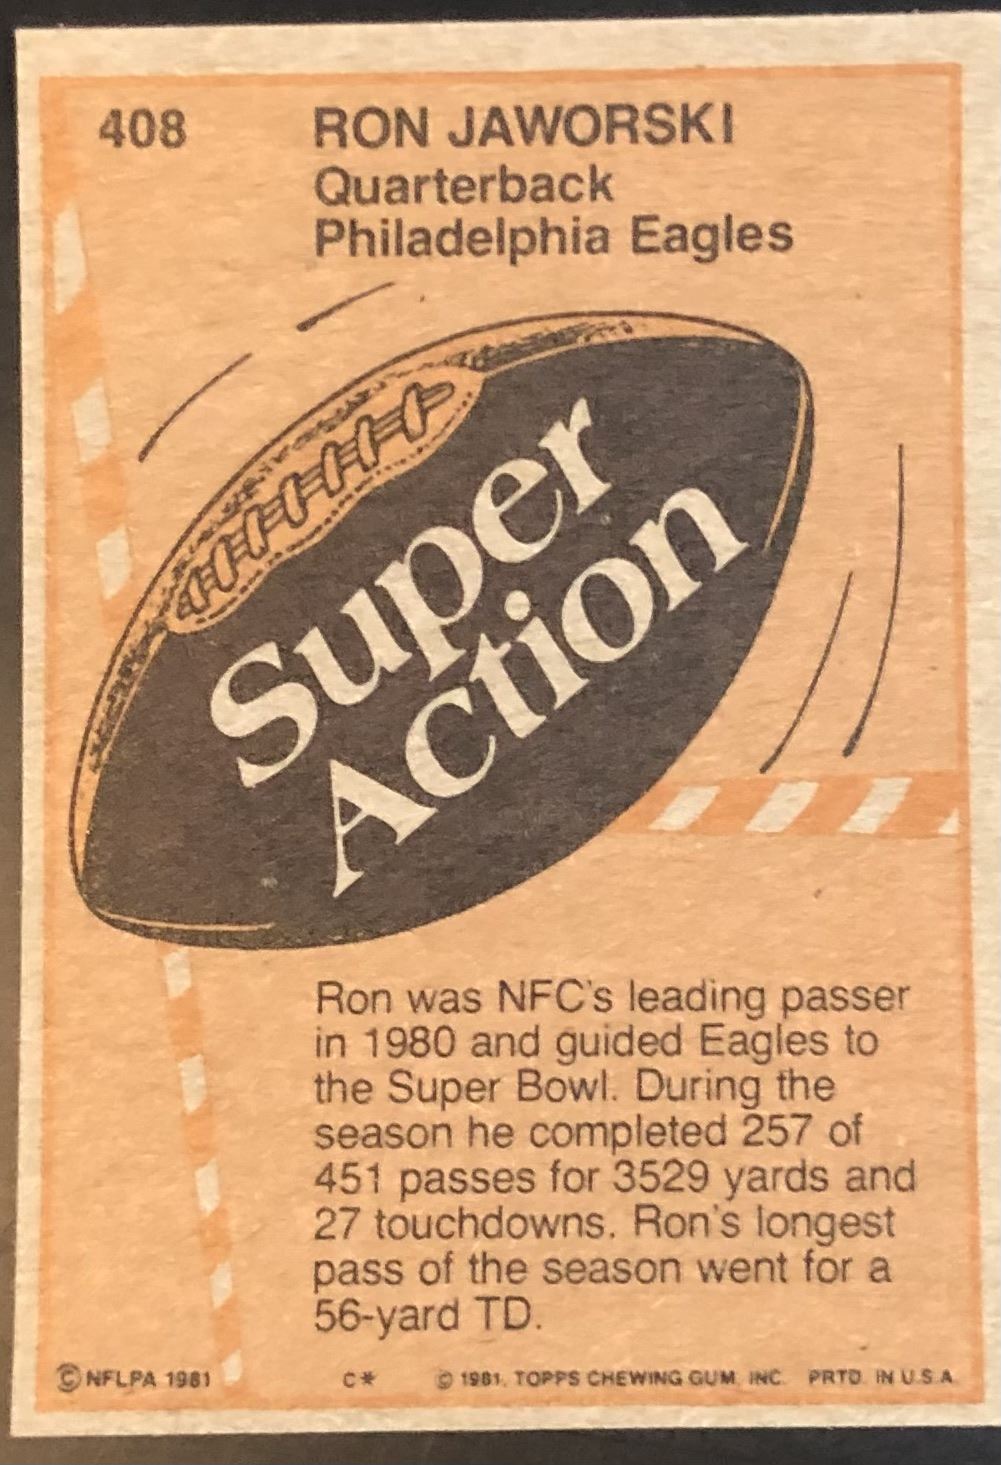 408
RON JAWORSKI
Quarterback
Philadelphia Eagles
Super
Action
Ron was NFC's leading passer
in 1980 and guided Eagles to
the Super Bowl. During the
season he completed 257 of
451 passes for 3529 yards and
27 touchdowns. Ron's longest
pass of the season went for a
56-yard TD.
© NFLPA 1981 C* © 1981, TOPPS CHEWING GUM, INC. PRTD. IN U.S.A.